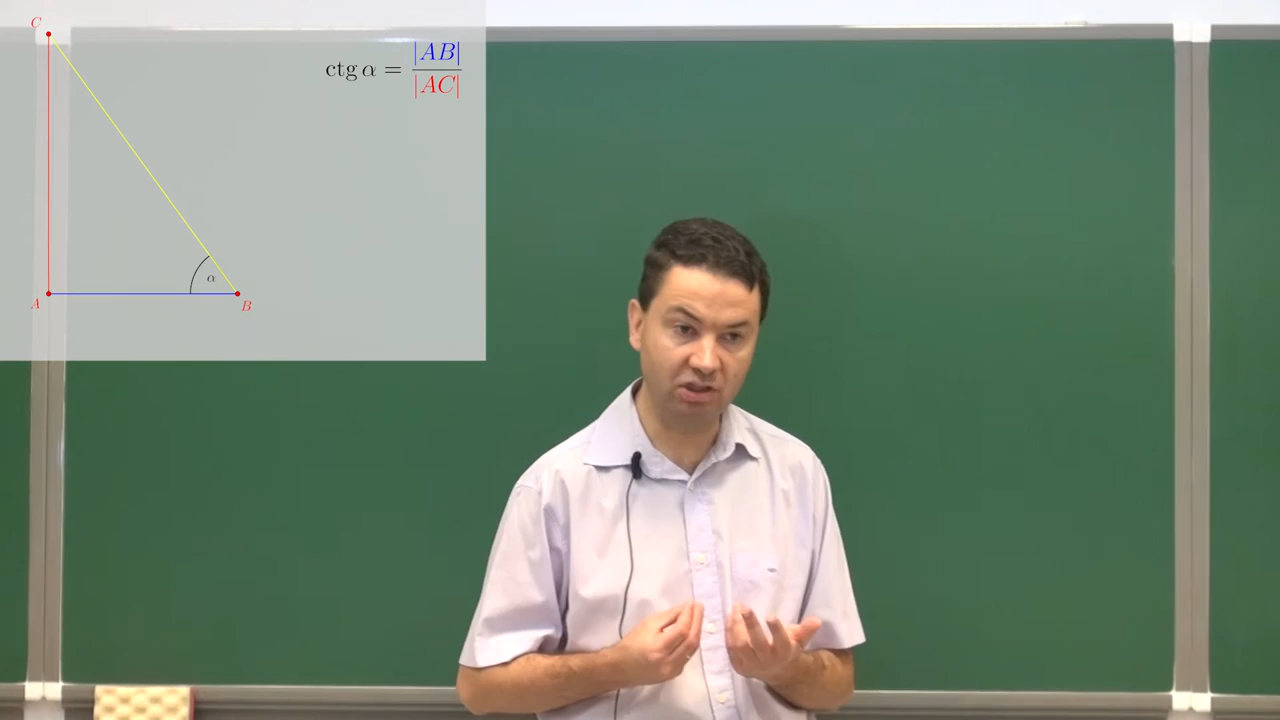 C
ctg α = |AB| / |AC|
α
A
B